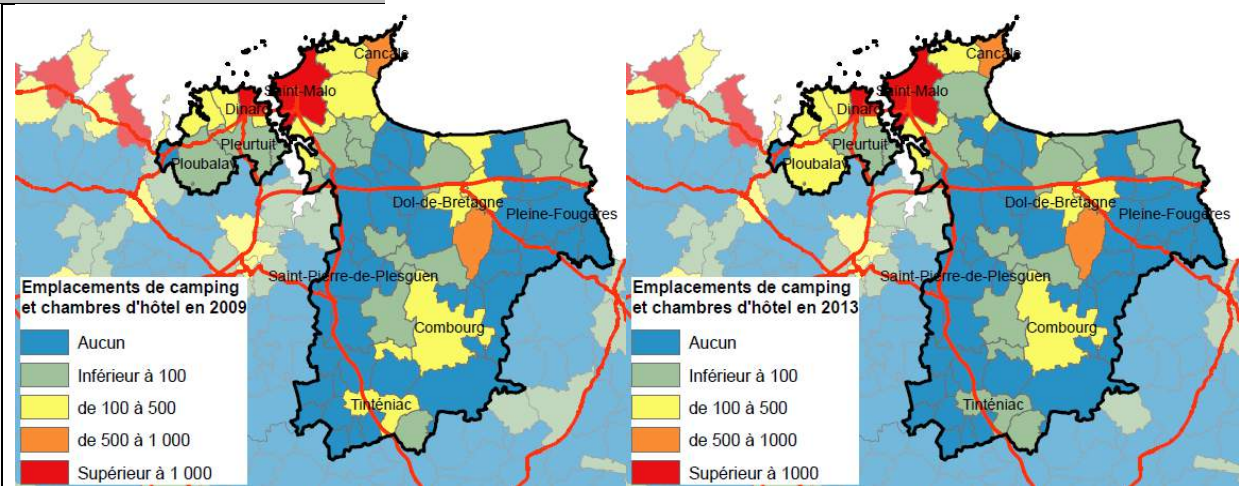 Cancale
Saint-Malo
Dinard
Pleurtuit
Ploubalay
Dol-de-Bretagne
Pleine-Fougères
Saint-Pierre-de-Plesguen
Combourg
Tinténiac
Emplacements de camping
et chambres d'hôtel en 2009
Aucun
Inférieur à 100
de 100 à 500
de 500 à 1 000
Supérieur à 1 000
Cancale
Saint-Malo
Dinard
Pleurtuit
Ploubalay
Dol-de-Bretagne
Pleine-Fougères
Saint-Pierre-de-Plesguen
Combourg
Tinténiac
Emplacements de camping
et chambres d'hôtel en 2013
Aucun
Inférieur à 100
de 100 à 500
de 500 à 1000
Supérieur à 1000